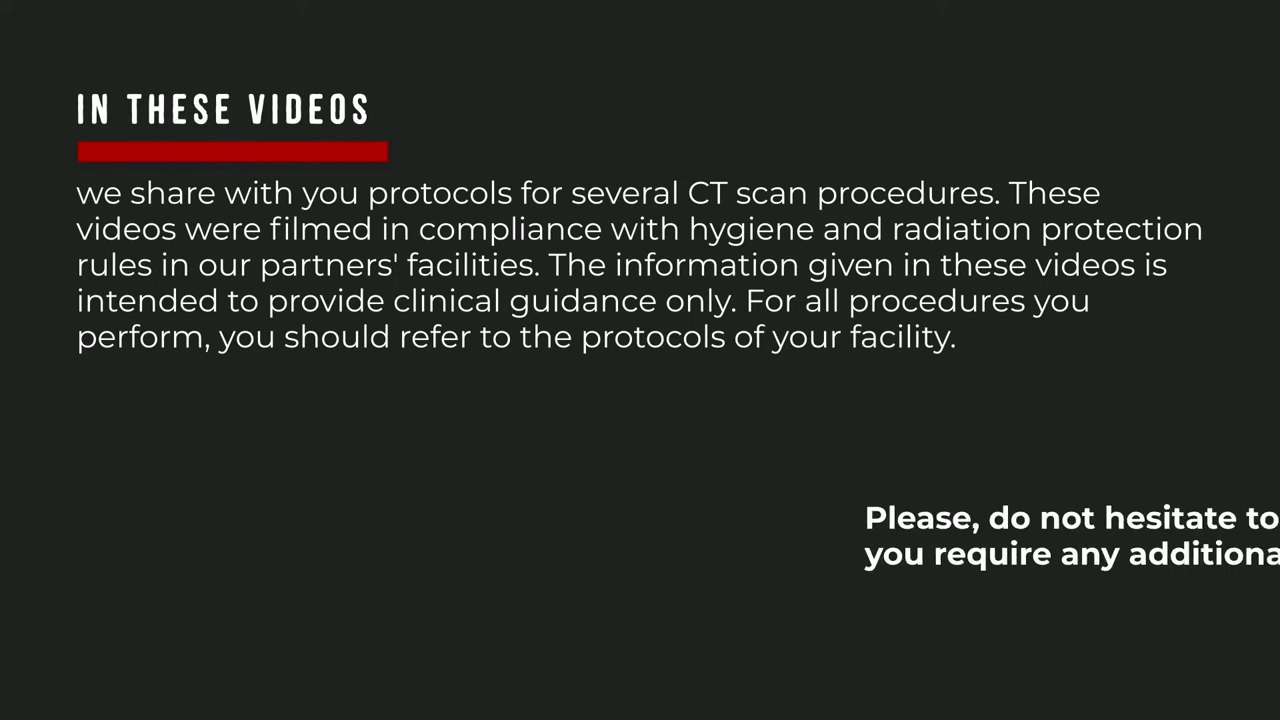 IN THESE VIDEOS
we share with you protocols for several CT scan procedures. These
videos were filmed in compliance with hygiene and radiation protection
rules in our partners' facilities. The information given in these videos is
intended to provide clinical guidance only. For all procedures you
perform, you should refer to the protocols of your facility.
Please, do not hesitate to
you require any